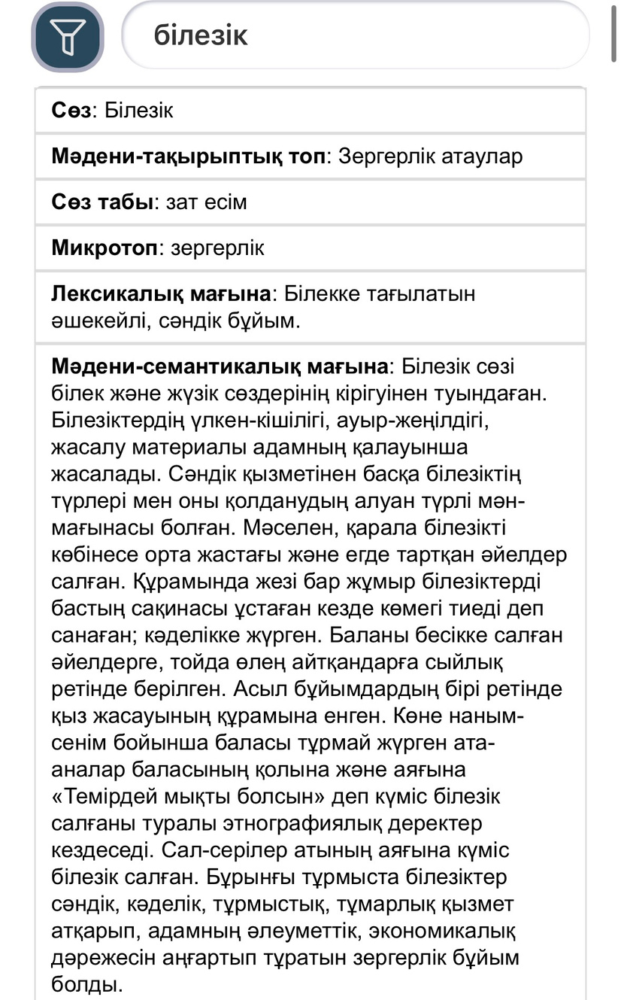 білезік
Сөз: Білезік
Мәдени-тақырыптық топ: Зергерлік атаулар
Сөз табы: зат есім
Микротоп: зергерлік
Лексикалық мағына: Білекке тағылатын
әшекейлі, сәндік бұйым.
Мәдени-семантикалық мағына: Білезік сөзі
білек және жүзік сөздерінің кірігуінен туындаған.
Білезіктердің үлкен-кішілігі, ауыр-жеңілдігі,
жасалу материалы адамның қалауынша
жасалады. Сәндік қызметінен басқа білезіктің
түрлері мен оны қолданудың алуан түрлі мән-
мағынасы болған. Мәселен, қарала білезікті
көбінесе орта жастағы және егде тартқан әйелдер
салған. Құрамында жезі бар жұмыр білезіктерді
бастың сақинасы ұстаған кезде көмегі тиеді деп
санаған; кәделікке жүрген. Баланы бесікке салған
әйелдерге, тойда өлең айтқандарға сыйлық
ретінде берілген. Асыл бұйымдардың бірі ретінде
қыз жасауының құрамына енген. Көне наным-
сенім бойынша баласы тұрмай жүрген ата-
аналар баласының қолына және аяғына
«Темірдей мықты болсын» деп күміс білезік
салғаны туралы этнографиялық деректер
кездеседі. Сал-серілер атының аяғына күміс
білезік салған. Бұрынғы тұрмыста білезіктер
сәндік, кәделік, тұрмыстық, тұмарлық қызмет
атқарып, адамның әлеуметтік, экономикалық
дәрежесін аңғартып тұратын зергерлік бұйым
болды.